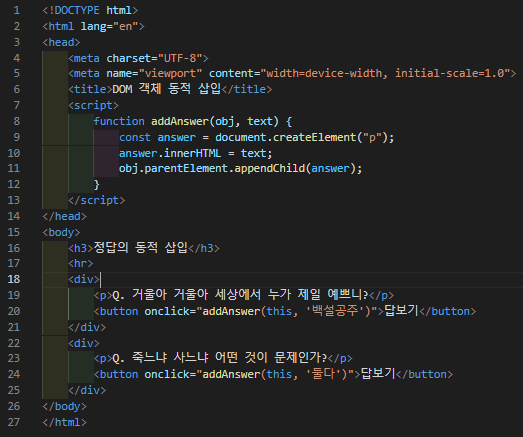 1 <!DOCTYPE html>
2 <html lang="en">
3 <head>
4     <meta charset="UTF-8">
5     <meta name="viewport" content="width=device-width, initial-scale=1.0">
6     <title>DOM 객체 동적 삽입</title>
7     <script>
8         function addAnswer(obj, text) {
9             const answer = document.createElement("p");
10             answer.innerHTML = text;
11             obj.parentElement.appendChild(answer);
12         }
13     </script>
14 </head>
15 <body>
16     <h3>정답의 동적 삽입</h3>
17     <hr>
18     <div>
19         <p>Q. 거울아 거울아 세상에서 누가 제일 예쁘니?</p>
20         <button onclick="addAnswer(this, '백설공주')">답보기</button>
21     </div>
22     <div>
23         <p>Q. 죽느냐 사느냐 어떤 것이 문제인가?</p>
24         <button onclick="addAnswer(this, '둘다')">답보기</button>
25     </div>
26 </body>
27 </html>